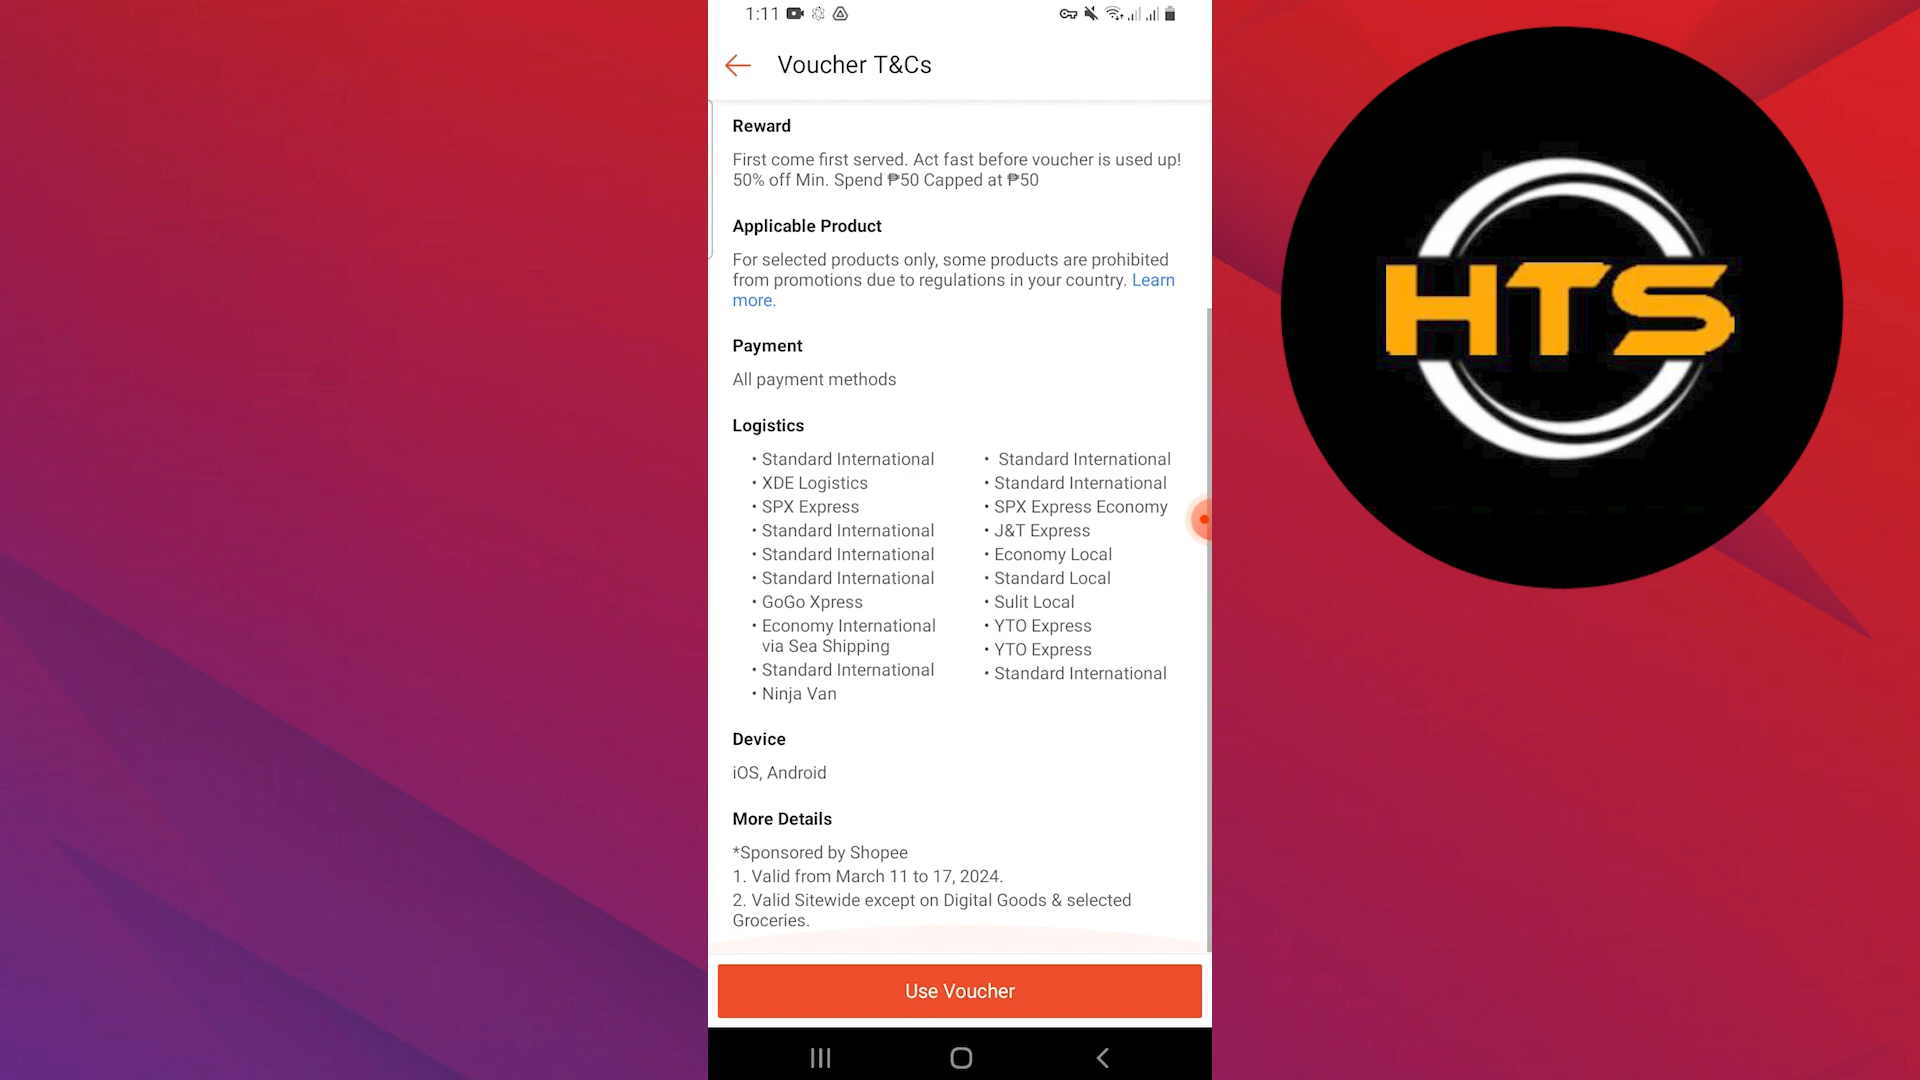 1:11
Voucher T&Cs
Reward
First come first served. Act fast before voucher is used up!
50% off Min. Spend ₱50 Capped at ₱50
Applicable Product
For selected products only, some products are prohibited
from promotions due to regulations in your country. Learn
more.
Payment
All payment methods
Logistics
• Standard International
• XDE Logistics
• SPX Express
• Standard International
• Standard International
• Standard International
• GoGo Xpress
• Economy International
via Sea Shipping
• Standard International
• Ninja Van
• Standard International
• Standard International
• SPX Express Economy
• J&T Express
• Economy Local
• Standard Local
• Sulit Local
• YTO Express
• YTO Express
• Standard International
Device
iOS, Android
More Details
*Sponsored by Shopee
1. Valid from March 11 to 17, 2024.
2. Valid Sitewide except on Digital Goods & selected
Groceries.
Use Voucher
HTS